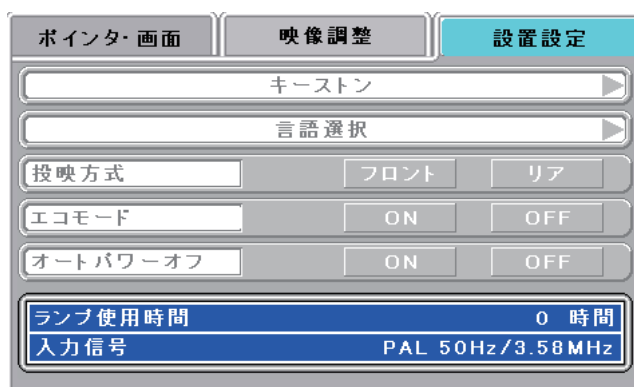 ポインタ・画面 映像調整 設置設定
キーストン
言語選択
投映方式 フロント リア
エコモード ON OFF
オートパワーオフ ON OFF
ランプ使用時間 0 時間
入力信号 PAL 50Hz/3.58MHz